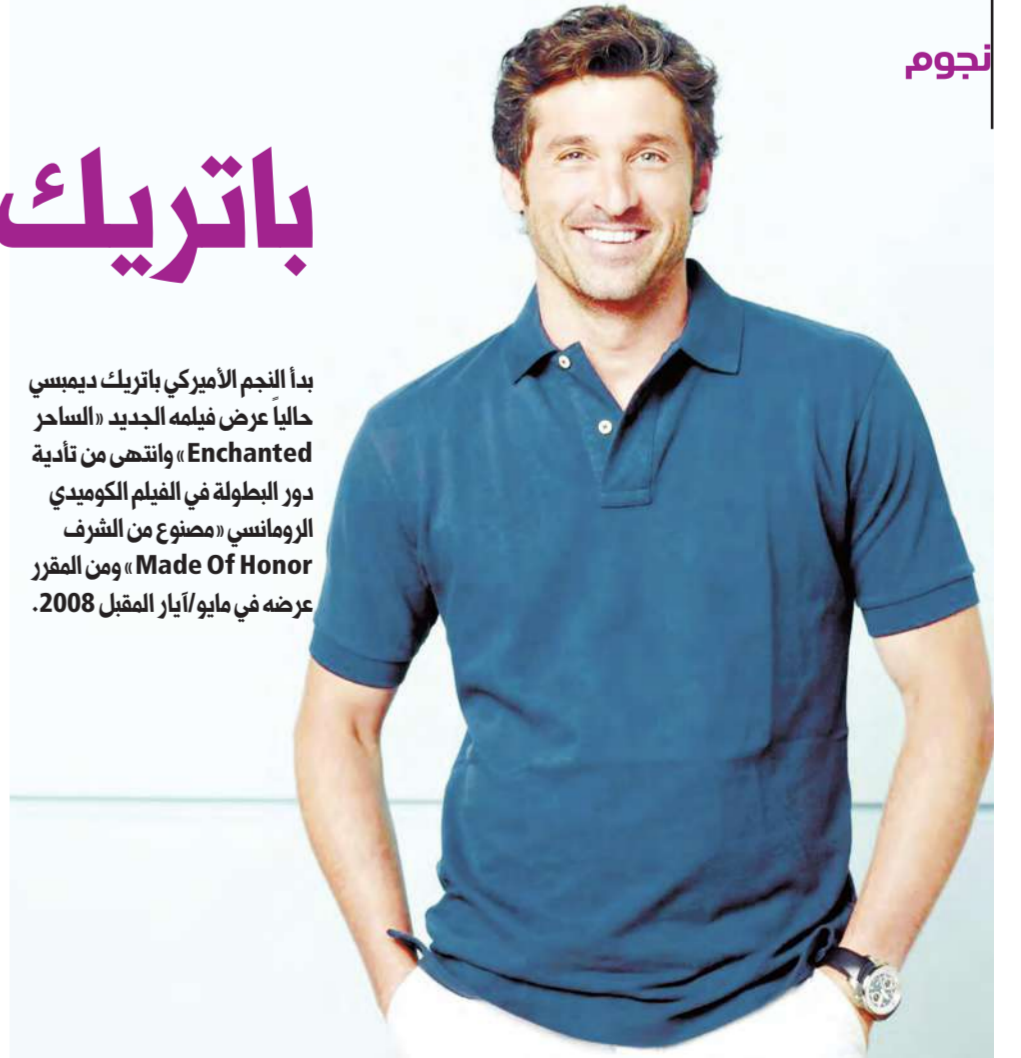 نجوم
باتريك
بدأ النجم الأميركي باتريك ديمبسي
حالياً عرض فيلمه الجديد «الساحر
Enchanted» وانتهى من تأدية
دور البطولة في الفيلم الكوميدي
الرومانسي «مصنوع من الشرف
Made Of Honor» ومن المقرر
عرضه في مايو/آيار المقبل 2008.